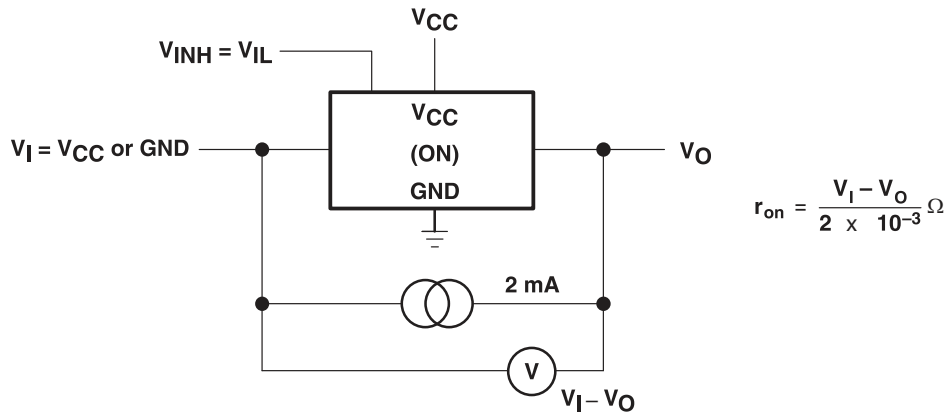 VCC
VINH = VIL
VCC
(ON)
GND
VI = VCC or GND
VO
ron = VI – VO / 2 x 10–3 Ω
2 mA
V
VI – VO